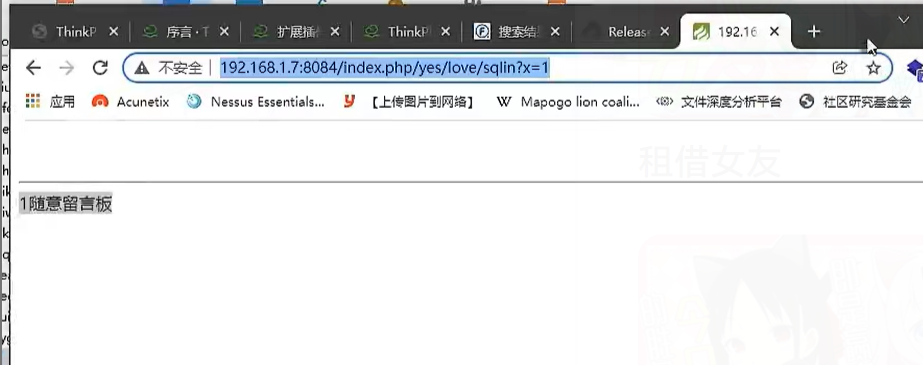 ThinkP 序言 · T 扩展插 ThinkP 搜索结 Releas 192.16
不安全 192.168.1.7:8084/index.php/yes/love/sqlin?x=1
应用 Acunetix Nessus Essentials... 【上传图片到网络】 Mapogo lion coali... 文件深度分析平台 社区研究基金会
租借女友
1随意留言板